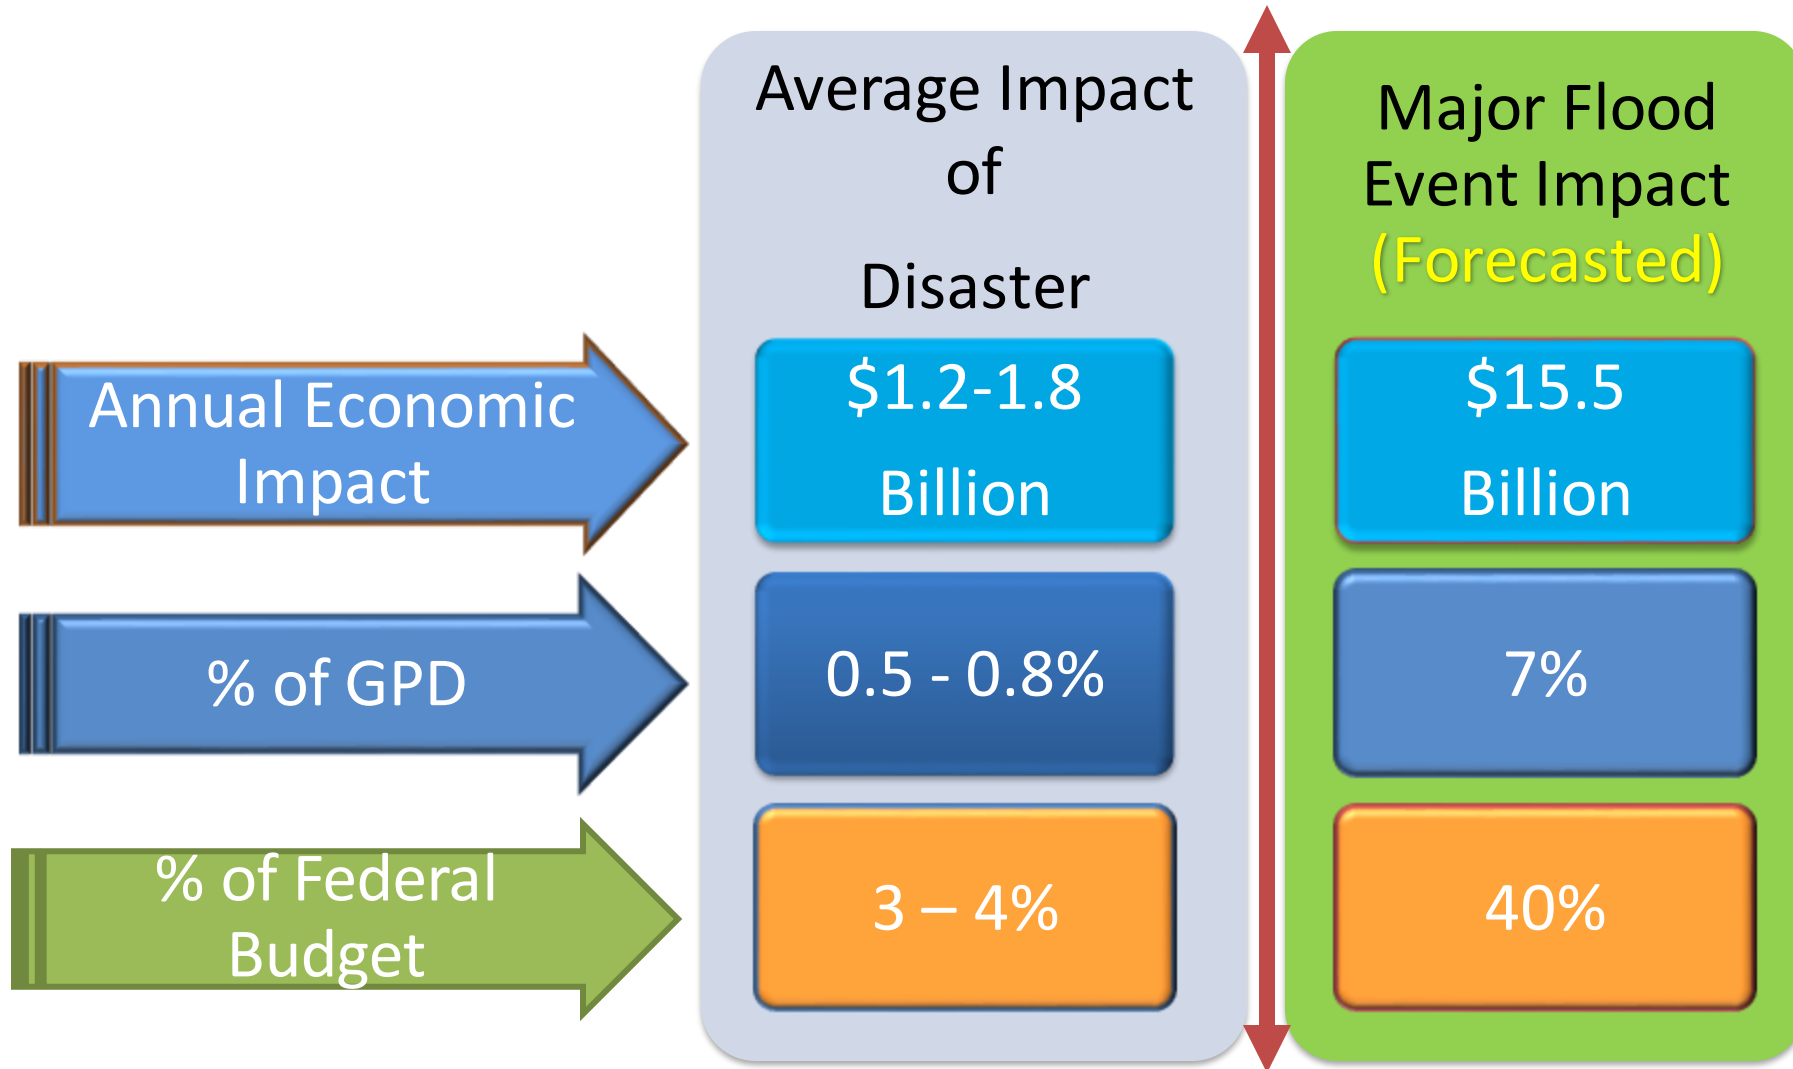 Average Impact
of
Disaster
Major Flood
Event Impact
(Forecasted)
Annual Economic
Impact
$1.2-1.8
Billion
$15.5
Billion
% of GPD
0.5 - 0.8%
7%
% of Federal
Budget
3 – 4%
40%